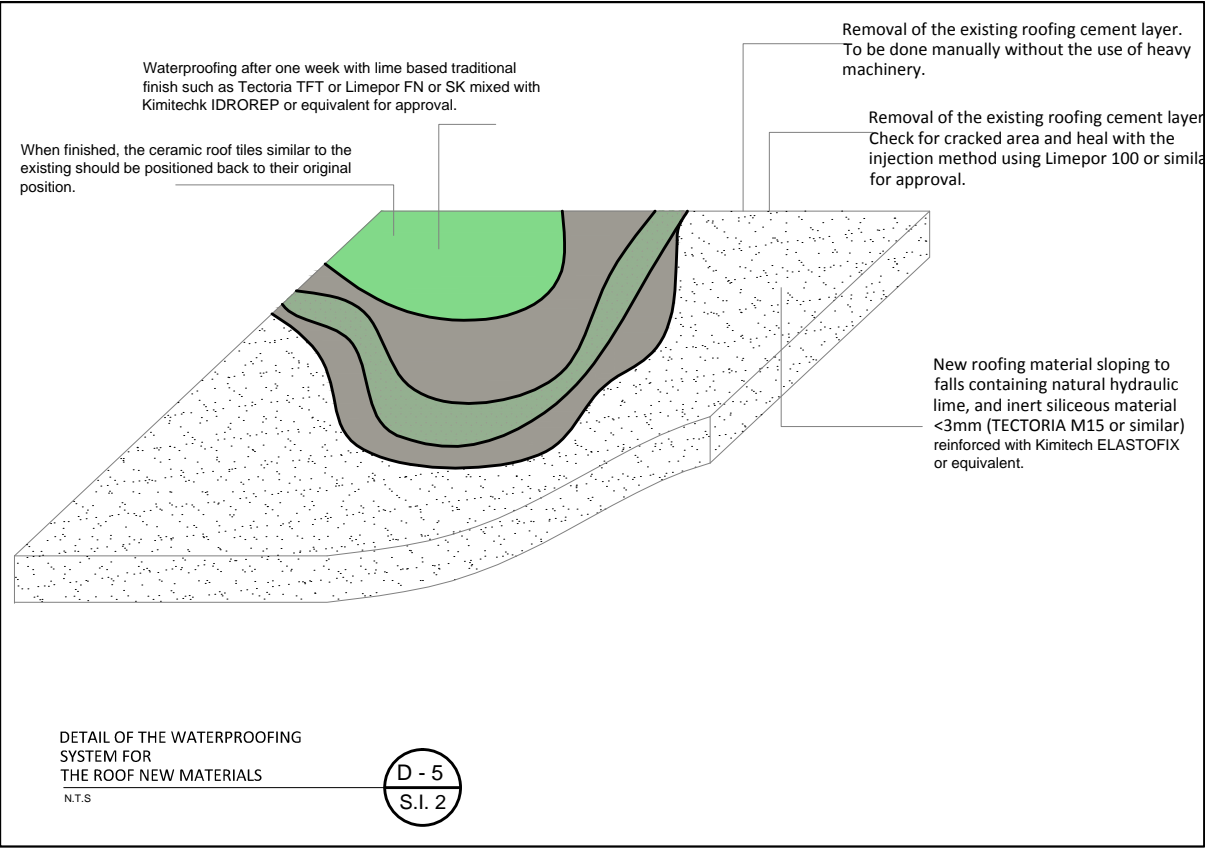 Removal of the existing roofing cement layer.
To be done manually without the use of heavy
machinery.
Waterproofing after one week with lime based traditional
finish such as Tectoria TFT or Limepor FN or SK mixed with
Kimitechk IDROREP or equivalent for approval.
Removal of the existing roofing cement layer
Check for cracked area and heal with the
injection method using Limepor 100 or simila
for approval.
When finished, the ceramic roof tiles similar to the
existing should be positioned back to their original
position.
New roofing material sloping to
falls containing natural hydraulic
lime, and inert siliceous material
<3mm (TECTORIA M15 or similar)
reinforced with Kimitech ELASTOFIX
or equivalent.
DETAIL OF THE WATERPROOFING
SYSTEM FOR
THE ROOF NEW MATERIALS
N.T.S
D - 5
S.I. 2